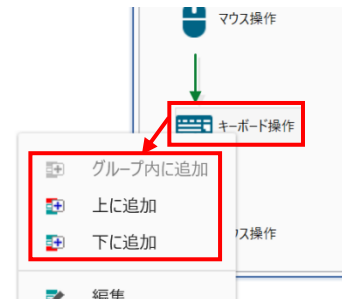 マウス操作
キーボード操作
グループ内に追加
上に追加
下に追加
ウス操作
編集